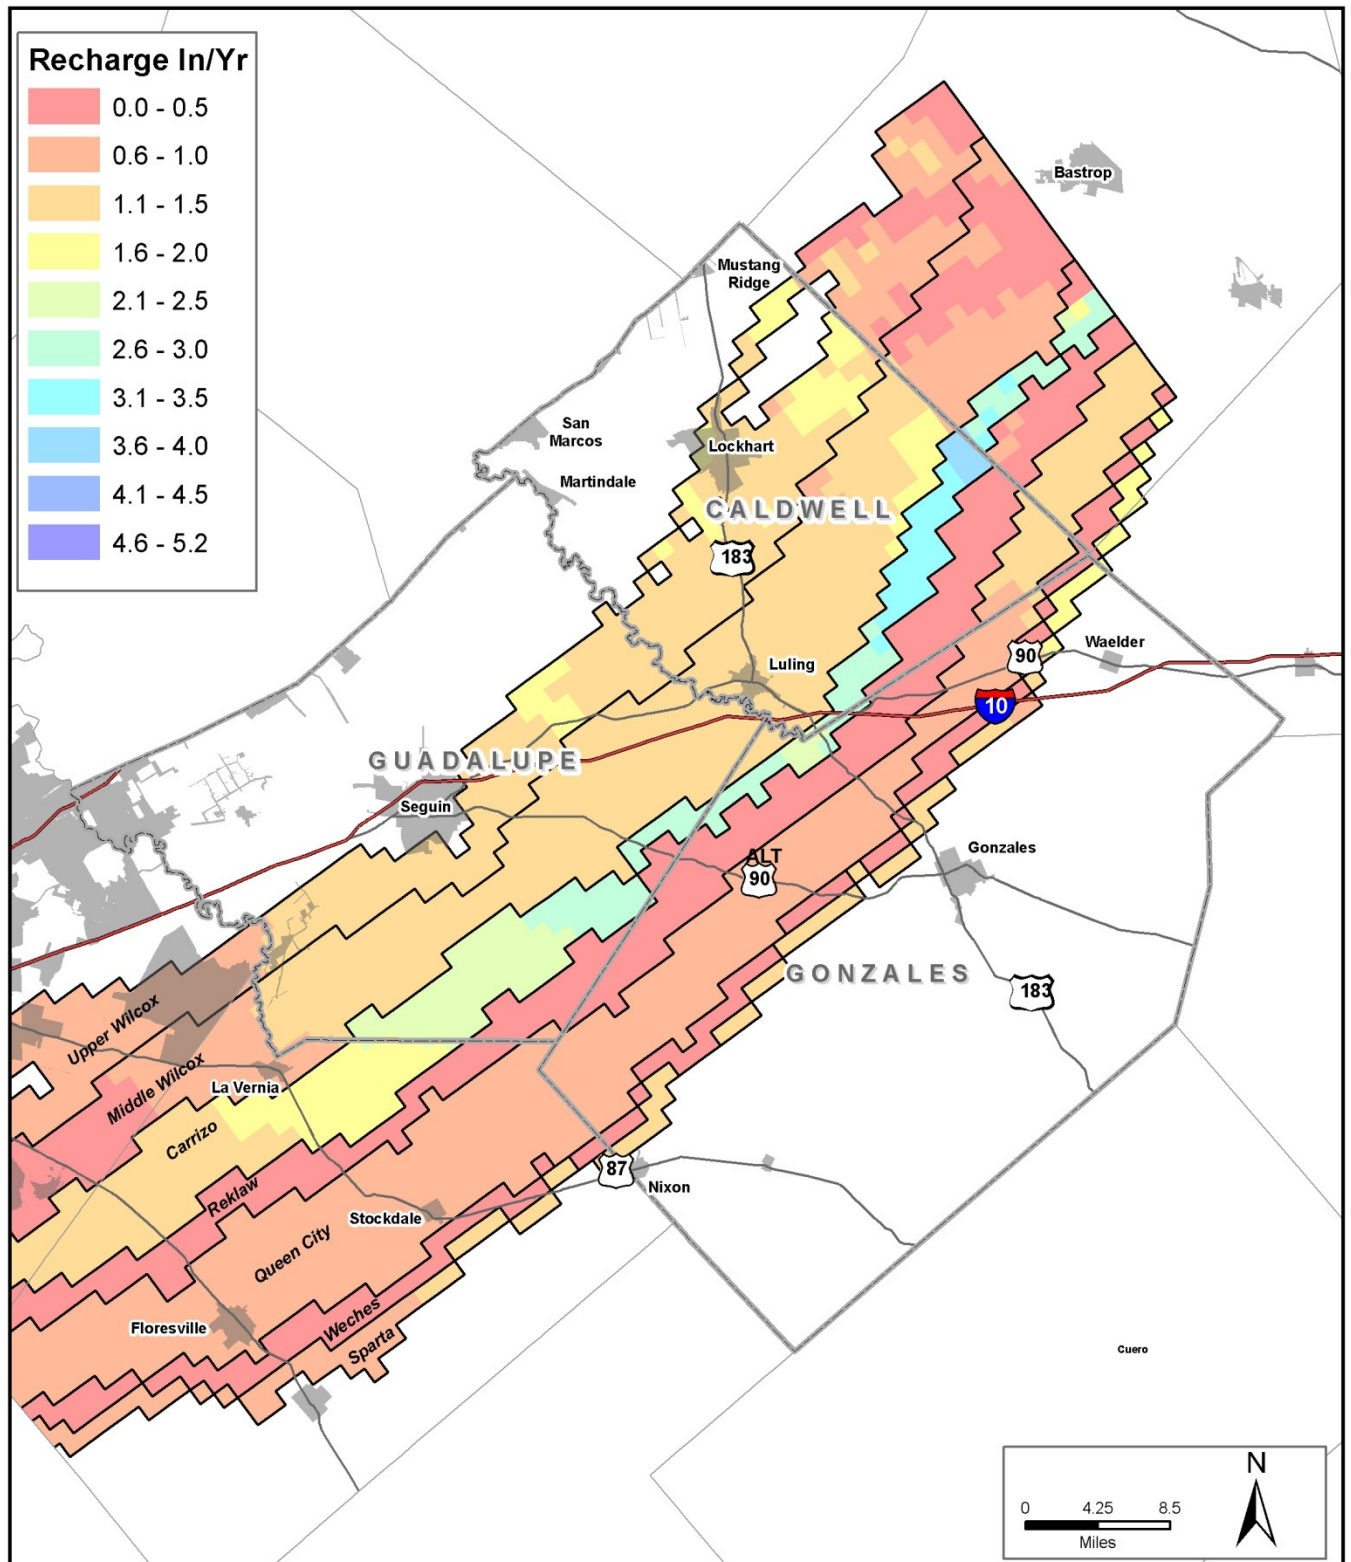 Recharge In/Yr
0.0 - 0.5
0.6 - 1.0
1.1 - 1.5
1.6 - 2.0
2.1 - 2.5
2.6 - 3.0
3.1 - 3.5
3.6 - 4.0
4.1 - 4.5
4.6 - 5.2
Bastrop
Mustang
Ridge
San
Marcos
Lockhart
Martindale
CALDWELL
183
Waelder
90
Luling
10
GUADALUPE
Seguin
Gonzales
ALT
90
GONZALES
183
Upper Wilcox
Middle Wilcox
La Vernia
Carrizo
87
Nixon
Reklaw
Stockdale
Queen City
Floresville
Weches
Sparta
Cuero
N
0 4.25 8.5
Miles